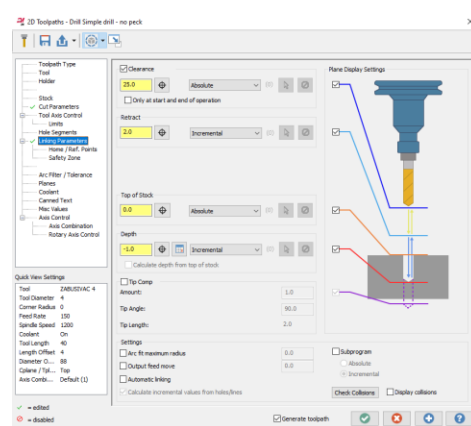 2D Toolpaths - Drill Simple drill - no peck
Toolpath Type
Tool
Holder
Stock
Cut Parameters
Tool Axis Control
Limits
Hole Segments
Linking Parameters
Home / Ref. Points
Safety Zone
Arc Filter / Tolerance
Planes
Coolant
Canned Text
Misc Values
Axis Control
Axis Combination
Rotary Axis Control
Quick View Settings
Tool ZABUSIVAC 4
Tool Diameter 4
Corner Radius 0
Feed Rate 150
Spindle Speed 1200
Coolant On
Tool Length 40
Length Offset 4
Diameter O... 88
Cplane / Tpl... Top
Axis Combi... Default (1)
= edited
= disabled
Clearance
25.0 Absolute (0)
Only at start and end of operation
Retract
2.0 Incremental (0)
Top of Stock
0.0 Absolute (0)
Depth
-1.0 Incremental (0)
Calculate depth from top of stock
Tip Comp
Amount: 1.0
Tip Angle: 90.0
Tip Length: 2.0
Settings
Arc fit maximum radius 0.0
Output feed move 0.0
Automatic linking
Calculate incremental values from holes/lines
Plane Display Settings
Subprogram
Absolute
Incremental
Check Collisions Display collisions
Generate toolpath